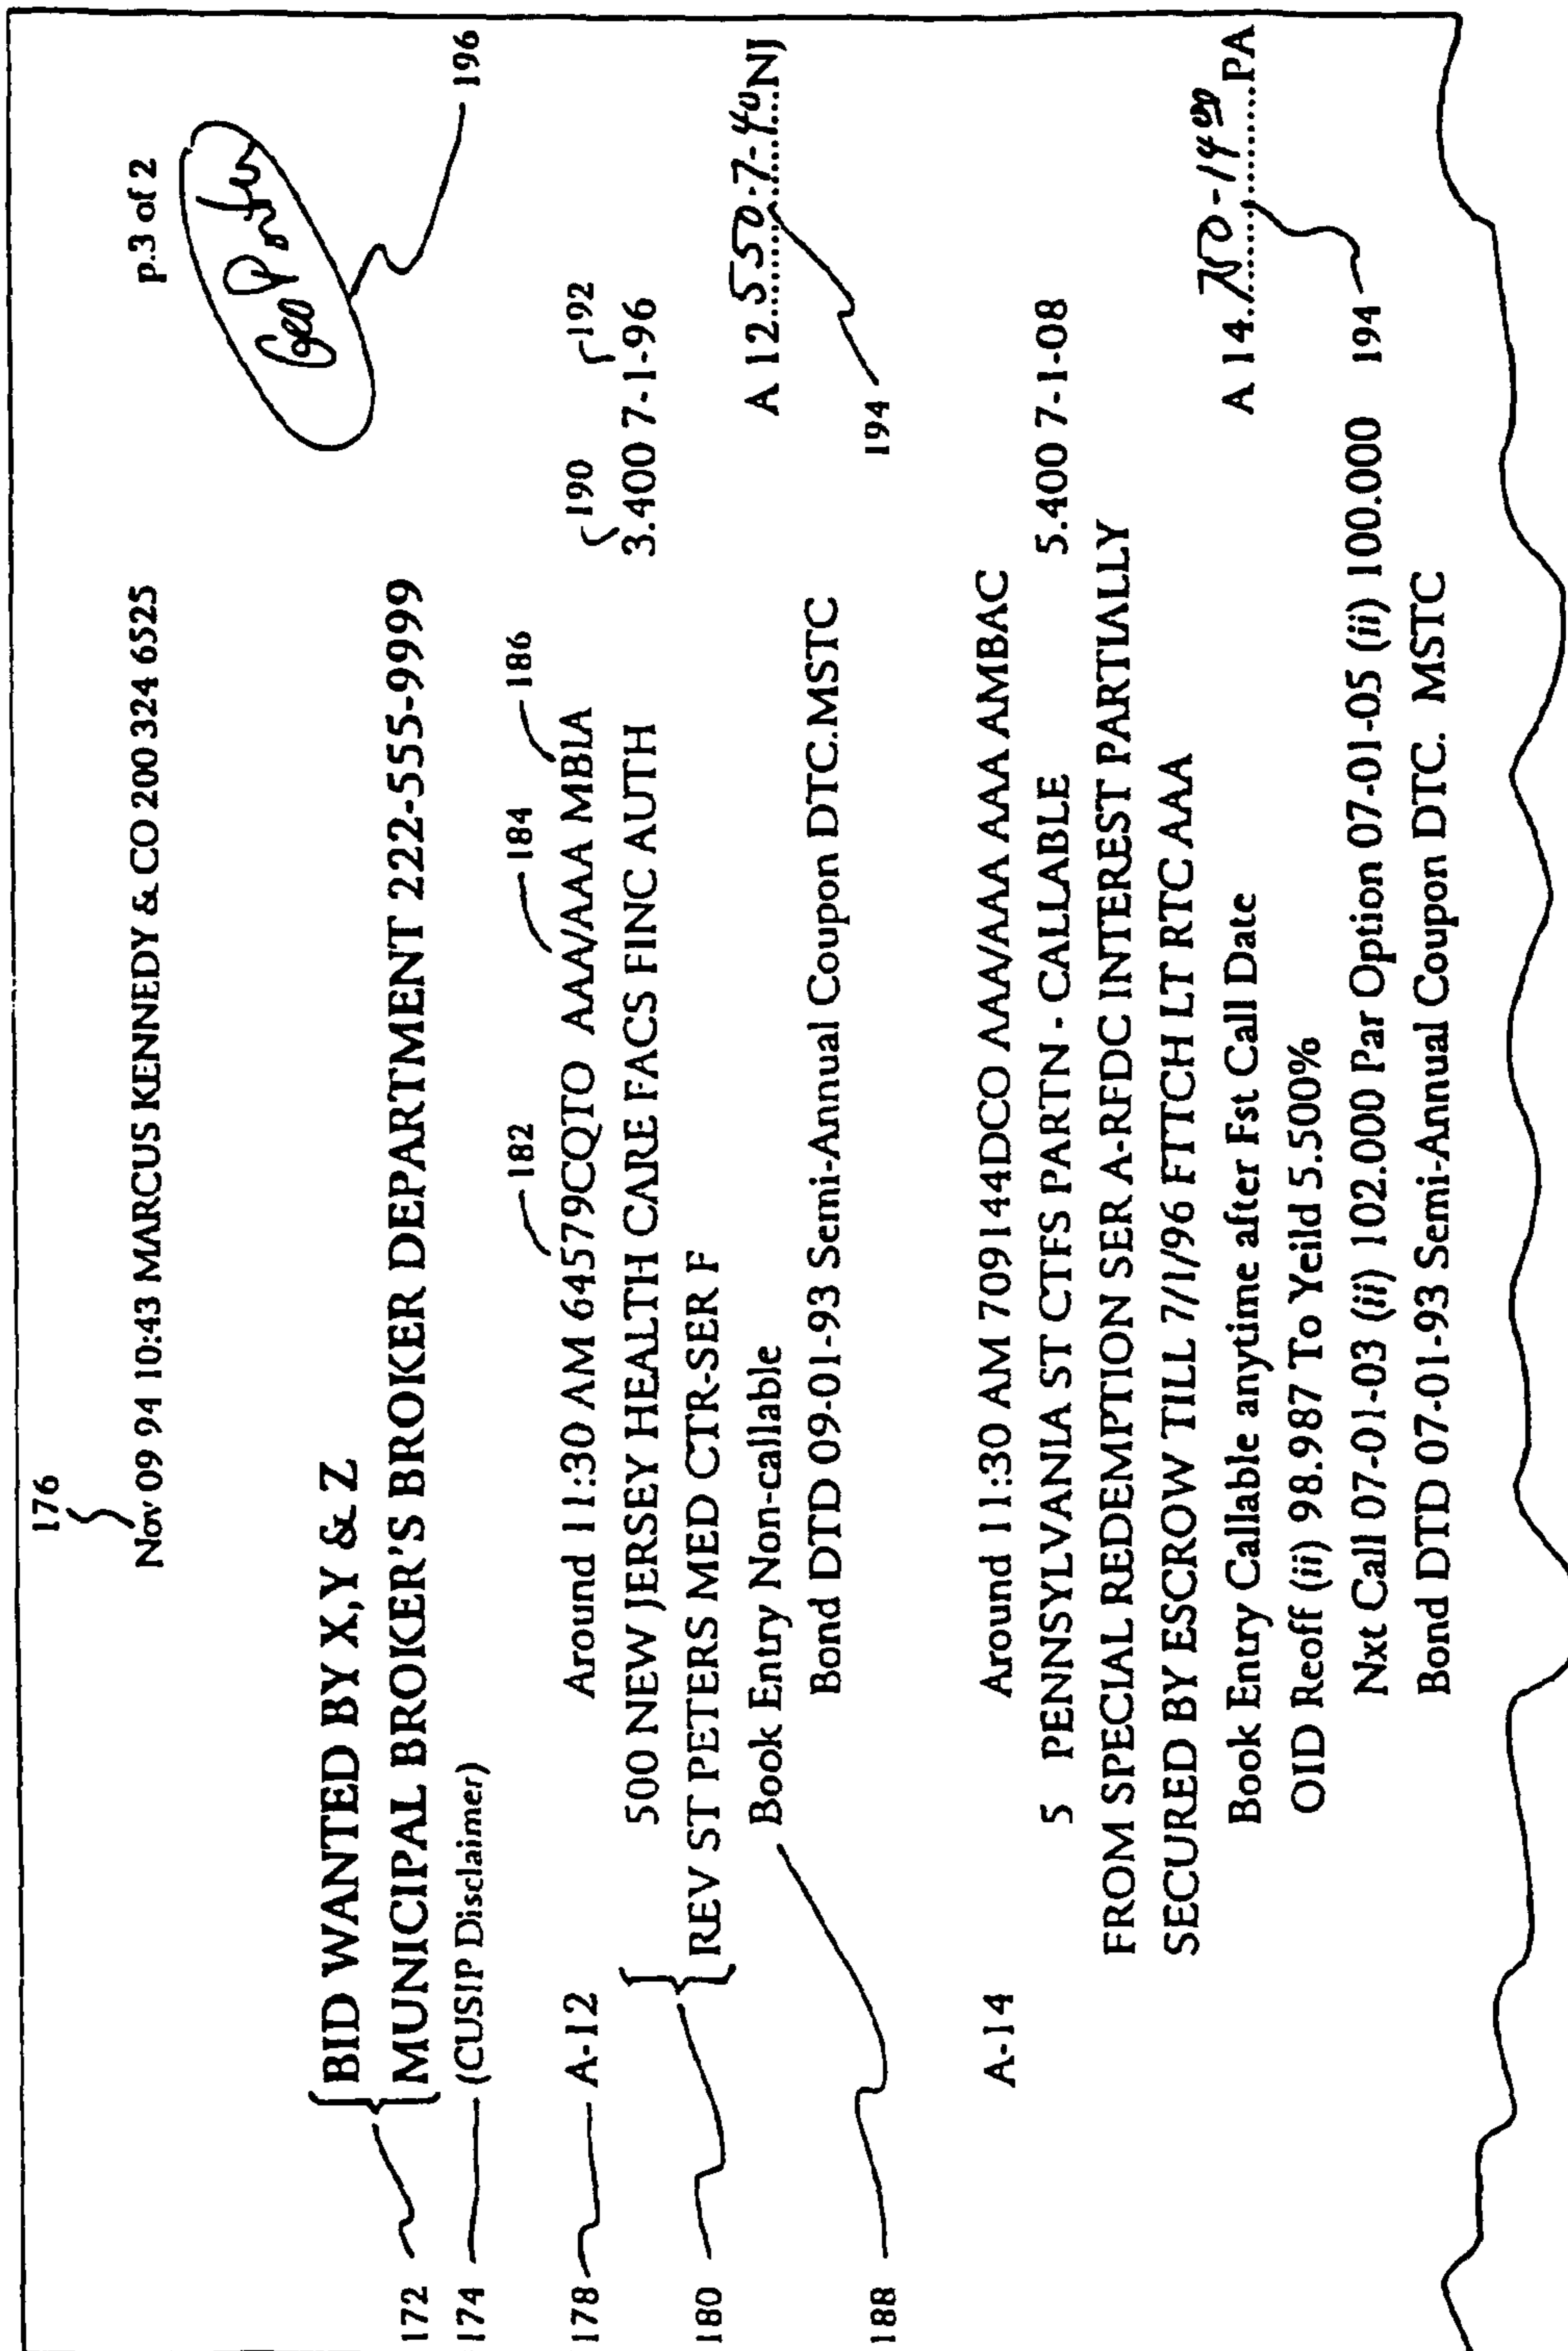 176
Nov 09 94 10:43 MARCUS KENNEDY & CO 200 324 6525 p.3 of 2
Geo
196
172 BID WANTED BY X,Y & Z
MUNICIPAL BROKER'S BROKER DEPARTMENT 222-555-9999
174 (CUSIP Disclaimer)
182 184 186
178 A-12 Around 11:30 AM 64579CQTO AAA/AAA MBIA
190 192
180 500 NEW JERSEY HEALTH CARE FACS FINC AUTH 3.400 7-1-96
REV ST PETERS MED CTR-SER F
188 Book Entry Non-callable A 12..550-7-40..NJ
Bond DTD 09-01-93 Semi-Annual Coupon DTC.MSTC
194
A-14 Around 11:30 AM 709144DCO AAA/AAA AAA AMBAC
5 PENNSYLVANIA ST CTFS PARTN - CALLABLE 5.400 7-1-08
FROM SPECIAL REDEMPTION SER A-RFDC INTEREST PARTIALLY
SECURED BY ESCROW TILL 7/1/96 FITCH LT RTC AAA
Book Entry Callable anytime after Fst Call Date A 14. PA
OID Reoff (ii) 98.987 To Yeild 5.500%
Nxt Call 07-01-03 (ii) 102.000 Par Option 07-01-05 (ii) 100.000 194
Bond DTD 07-01-93 Semi-Annual Coupon DTC. MSTC